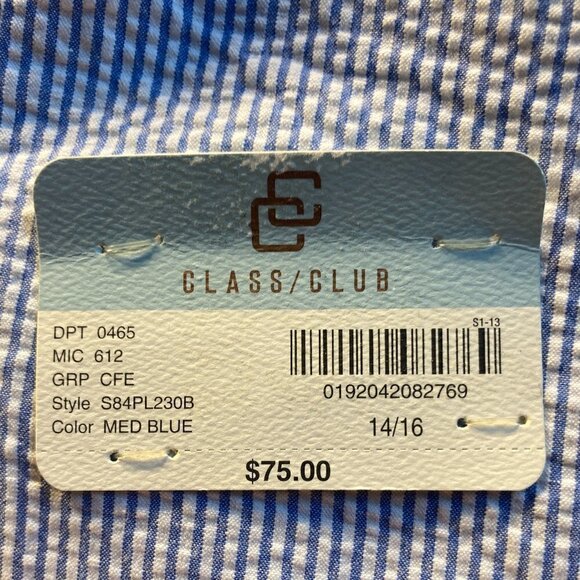 CLASS/CLUB
DPT 0465
MIC 612
GRP CFE
Style S84PL230B
Color MED BLUE
S1-13
0192042082769
14/16
$75.00